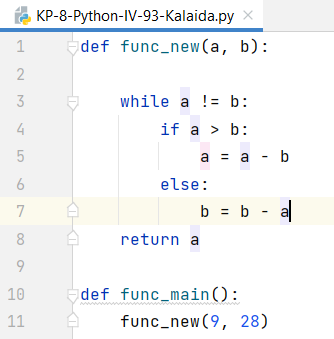 KP-8-Python-IV-93-Kalaida.py ×
1 def func_new(a, b):
2
3     while a != b:
4         if a > b:
5             a = a - b
6         else:
7             b = b - a
8     return a
9
10 def func_main():
11     func_new(9, 28)